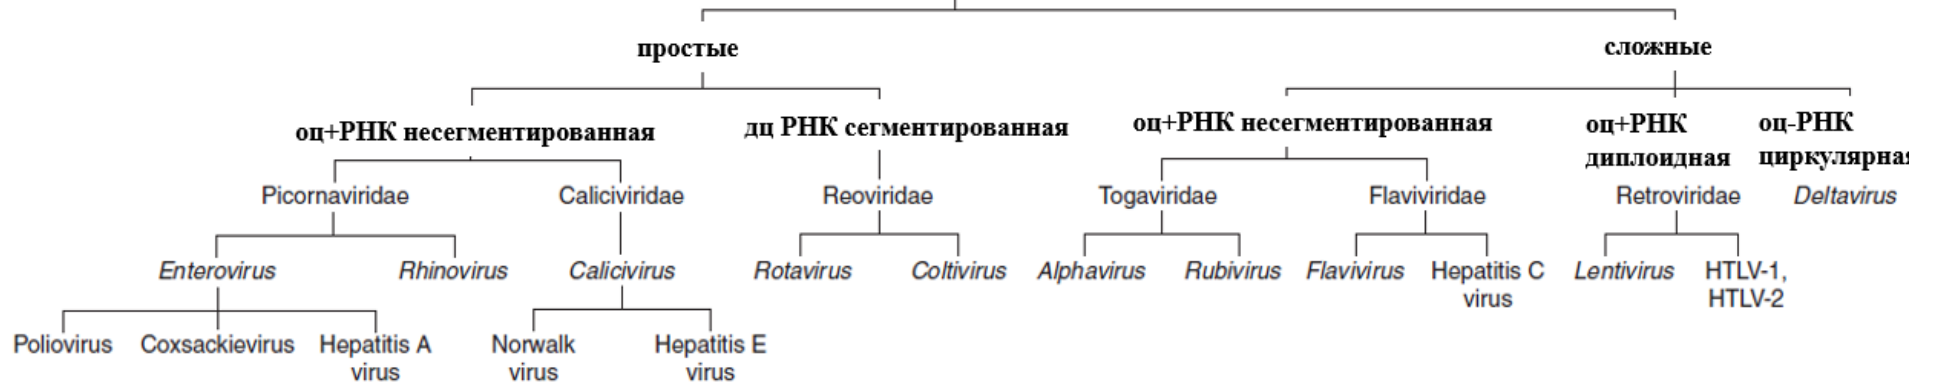 простые
сложные
оц+РНК несегментированная
дц РНК сегментированная
оц+РНК несегментированная
оц+РНК
диплоидная
оц-РНК
циркулярная
Picornaviridae
Caliciviridae
Reoviridae
Togaviridae
Flaviviridae
Retroviridae
Deltavirus
Enterovirus
Rhinovirus
Calicivirus
Rotavirus
Coltivirus
Alphavirus
Rubivirus
Flavivirus
Hepatitis C
virus
Lentivirus
HTLV-1,
HTLV-2
Poliovirus
Coxsackievirus
Hepatitis A
virus
Norwalk
virus
Hepatitis E
virus